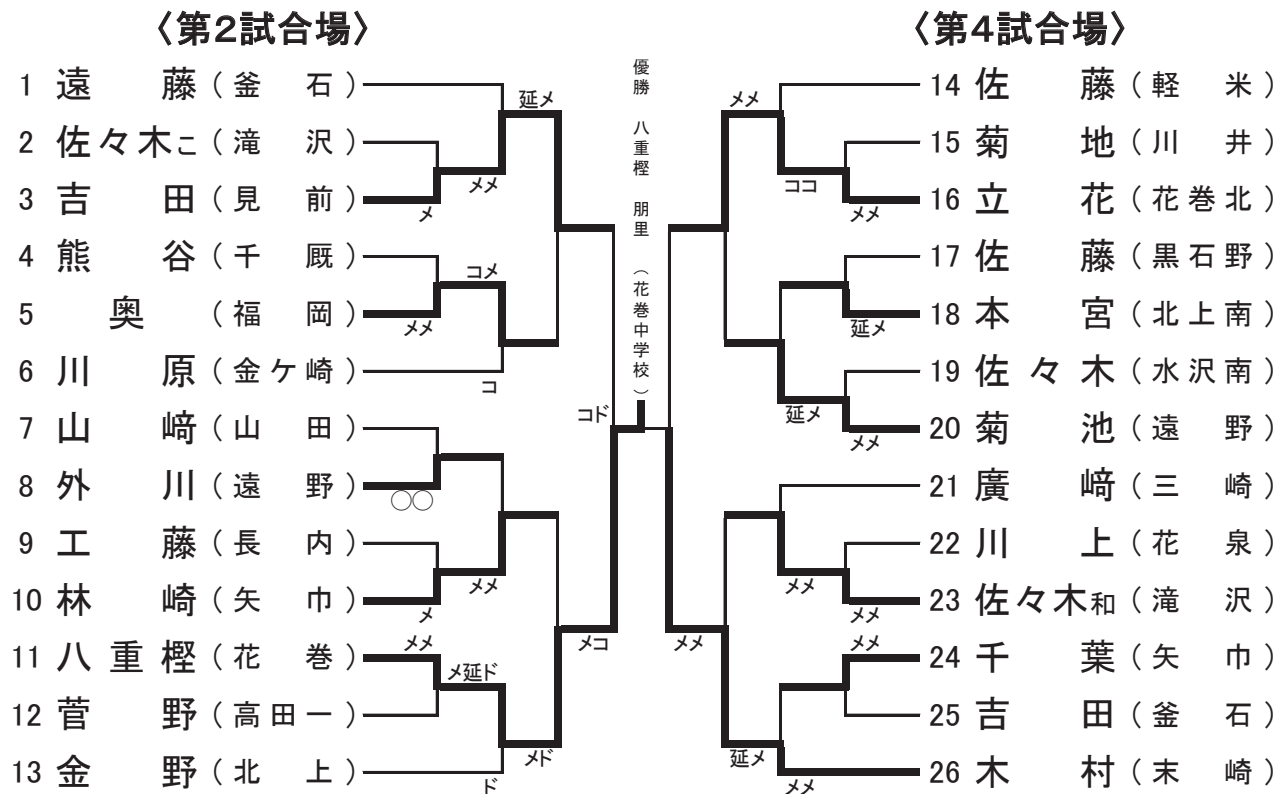 〈第2試合場〉
1 遠藤（釜石）
2 佐々木こ（滝沢）
3 吉田（見前）
4 熊谷（千厩）
5 奥（福岡）
6 川原（金ケ崎）
7 山﨑（山田）
8 外川（遠野）
9 工藤（長内）
10 林崎（矢巾）
11 八重樫（花巻）
12 菅野（高田一）
13 金野（北上）
延メ
メメ
メ
コメ
メメ
コ
〇〇
メメ
メ
メメ
メ延ド
メド
ド
メコ
コド
優勝 八重樫 朋里 （花巻中学校）
〈第4試合場〉
14 佐藤（軽米）
15 菊地（川井）
16 立花（花巻北）
17 佐藤（黒石野）
18 本宮（北上南）
19 佐々木（水沢南）
20 菊池（遠野）
21 廣﨑（三崎）
22 川上（花泉）
23 佐々木和（滝沢）
24 千葉（矢巾）
25 吉田（釜石）
26 木村（末崎）
メメ
ココ
メメ
延メ
延メ
メメ
メメ
メメ
メメ
メメ
延メ
メメ